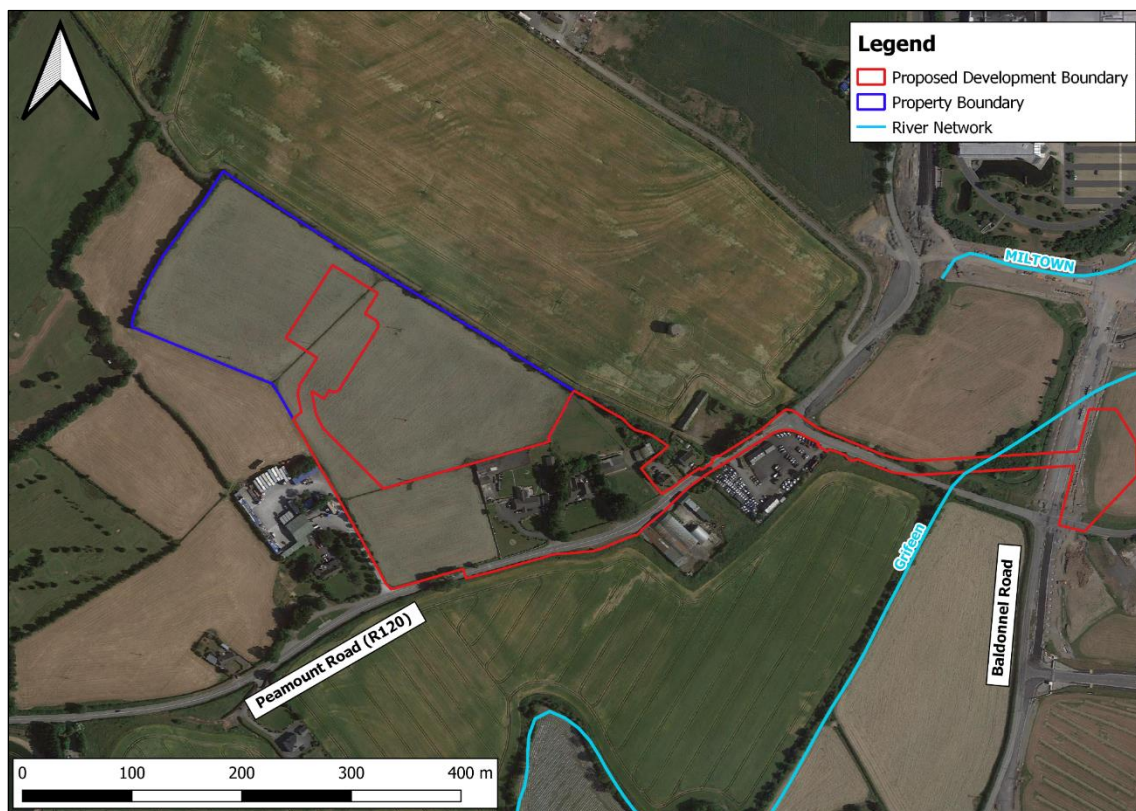 Legend
Proposed Development Boundary
Property Boundary
River Network
MILTOWN
Grifeen
Baldonnel Road
Peamount Road (R120)
0 100 200 300 400 m